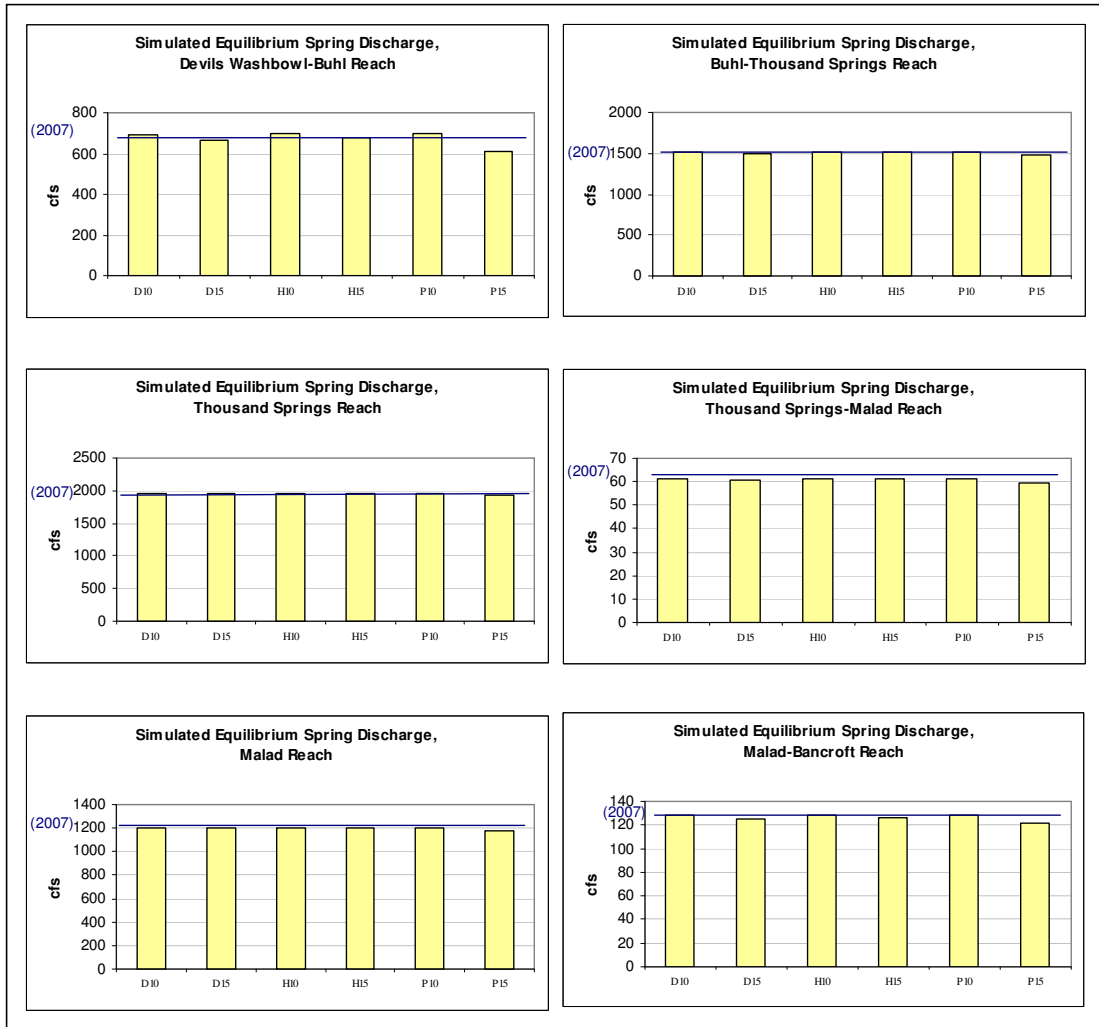 Simulated Equilibrium Spring Discharge,
Devils Washbowl-Buhl Reach
800
(2007)
600
400
200
0
cfs
D10 D15 H10 H15 P10 P15
Simulated Equilibrium Spring Discharge,
Buhl-Thousand Springs Reach
2000
(2007) 1500
1000
500
0
cfs
D10 D15 H10 H15 P10 P15
Simulated Equilibrium Spring Discharge,
Thousand Springs Reach
2500
(2007) 2000
1500
1000
500
0
cfs
D10 D15 H10 H15 P10 P15
Simulated Equilibrium Spring Discharge,
Thousand Springs-Malad Reach
70
(2007)
60
50
40
30
20
10
0
cfs
D10 D15 H10 H15 P10 P15
Simulated Equilibrium Spring Discharge,
Malad Reach
1400
(2007) 1200
1000
800
600
400
200
0
cfs
D10 D15 H10 H15 P10 P15
Simulated Equilibrium Spring Discharge,
Malad-Bancroft Reach
140
(2007)
120
100
80
60
40
20
0
cfs
D10 D15 H10 H15 P10 P15